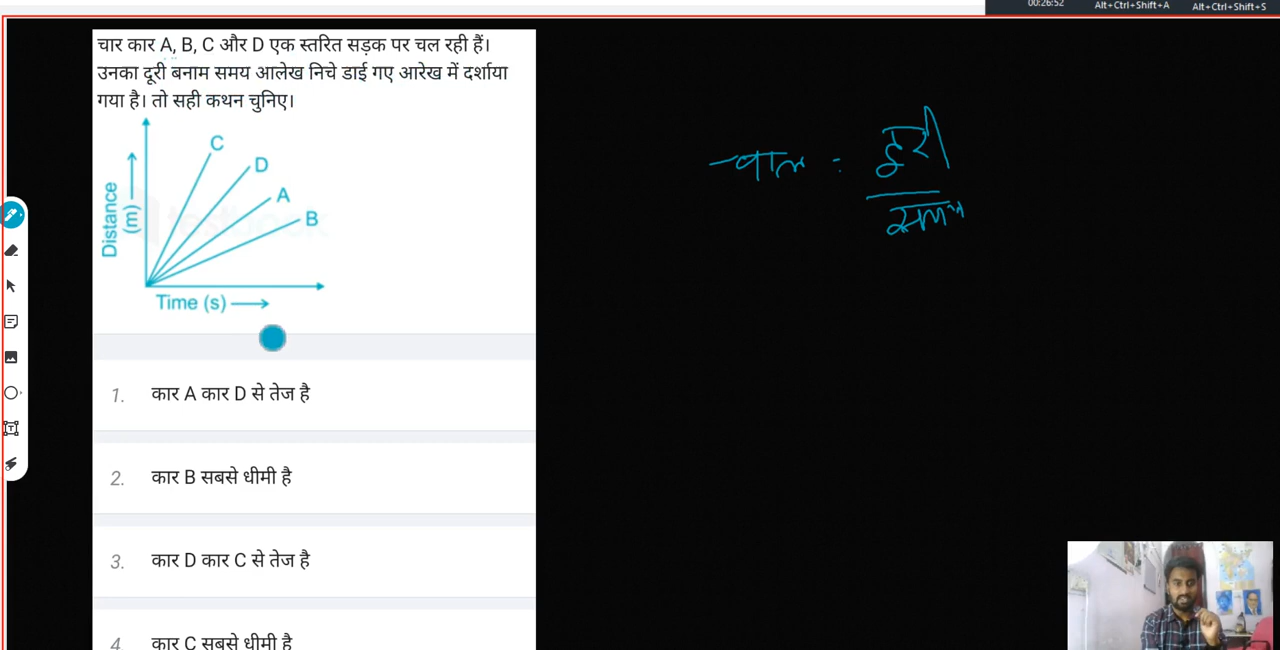 00:26:52 Alt+Ctrl+Shift+A Alt+Ctrl+Shift+S
चार कार A, B, C और D एक स्तरित सड़क पर चल रही हैं।
उनका दूरी बनाम समय आलेख निचे डाई गए आरेख में दर्शाया
गया है। तो सही कथन चुनिए।
C
D
A
B
Distance
(m)
Time (s)
1. कार A कार D से तेज है
2. कार B सबसे धीमी है
3. कार D कार C से तेज है
4. कार C सबसे धीमी है
चाल = दुरी
समय